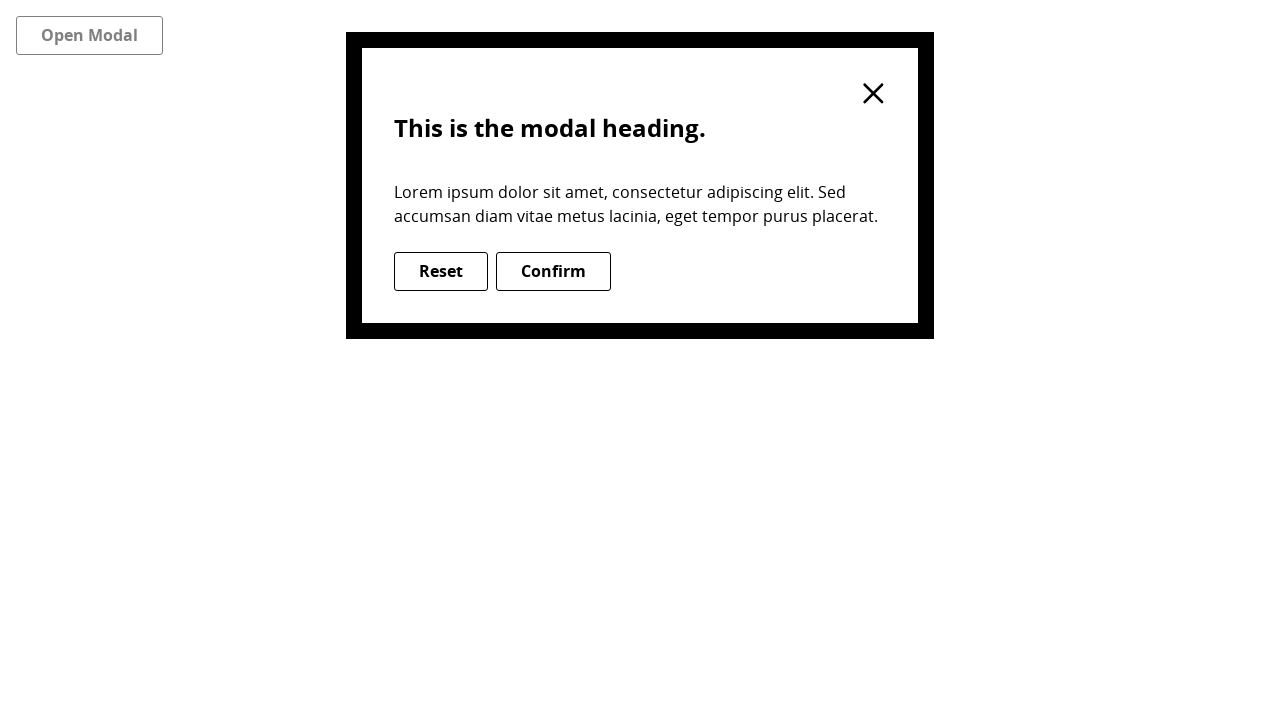 Open Modal
This is the modal heading.
Lorem ipsum dolor sit amet, consectetur adipiscing elit. Sed
accumsan diam vitae metus lacinia, eget tempor purus placerat.
Reset Confirm